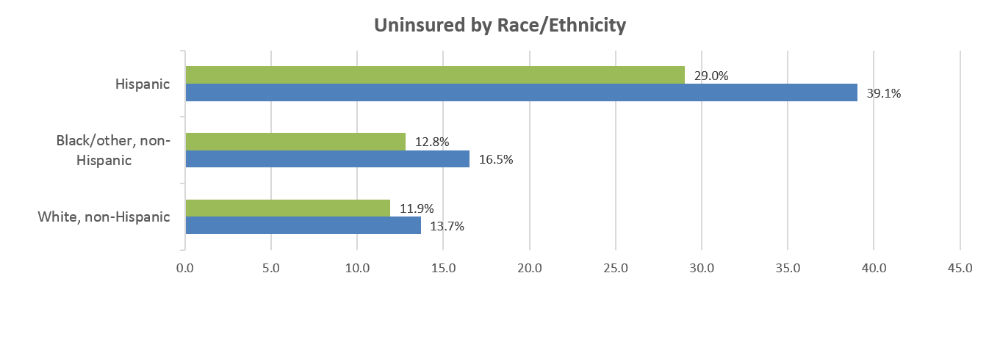 Uninsured by Race/Ethnicity
Hispanic
29.0%
39.1%
Black/other, non-
Hispanic
12.8%
16.5%
White, non-Hispanic
11.9%
13.7%
0.0 5.0 10.0 15.0 20.0 25.0 30.0 35.0 40.0 45.0